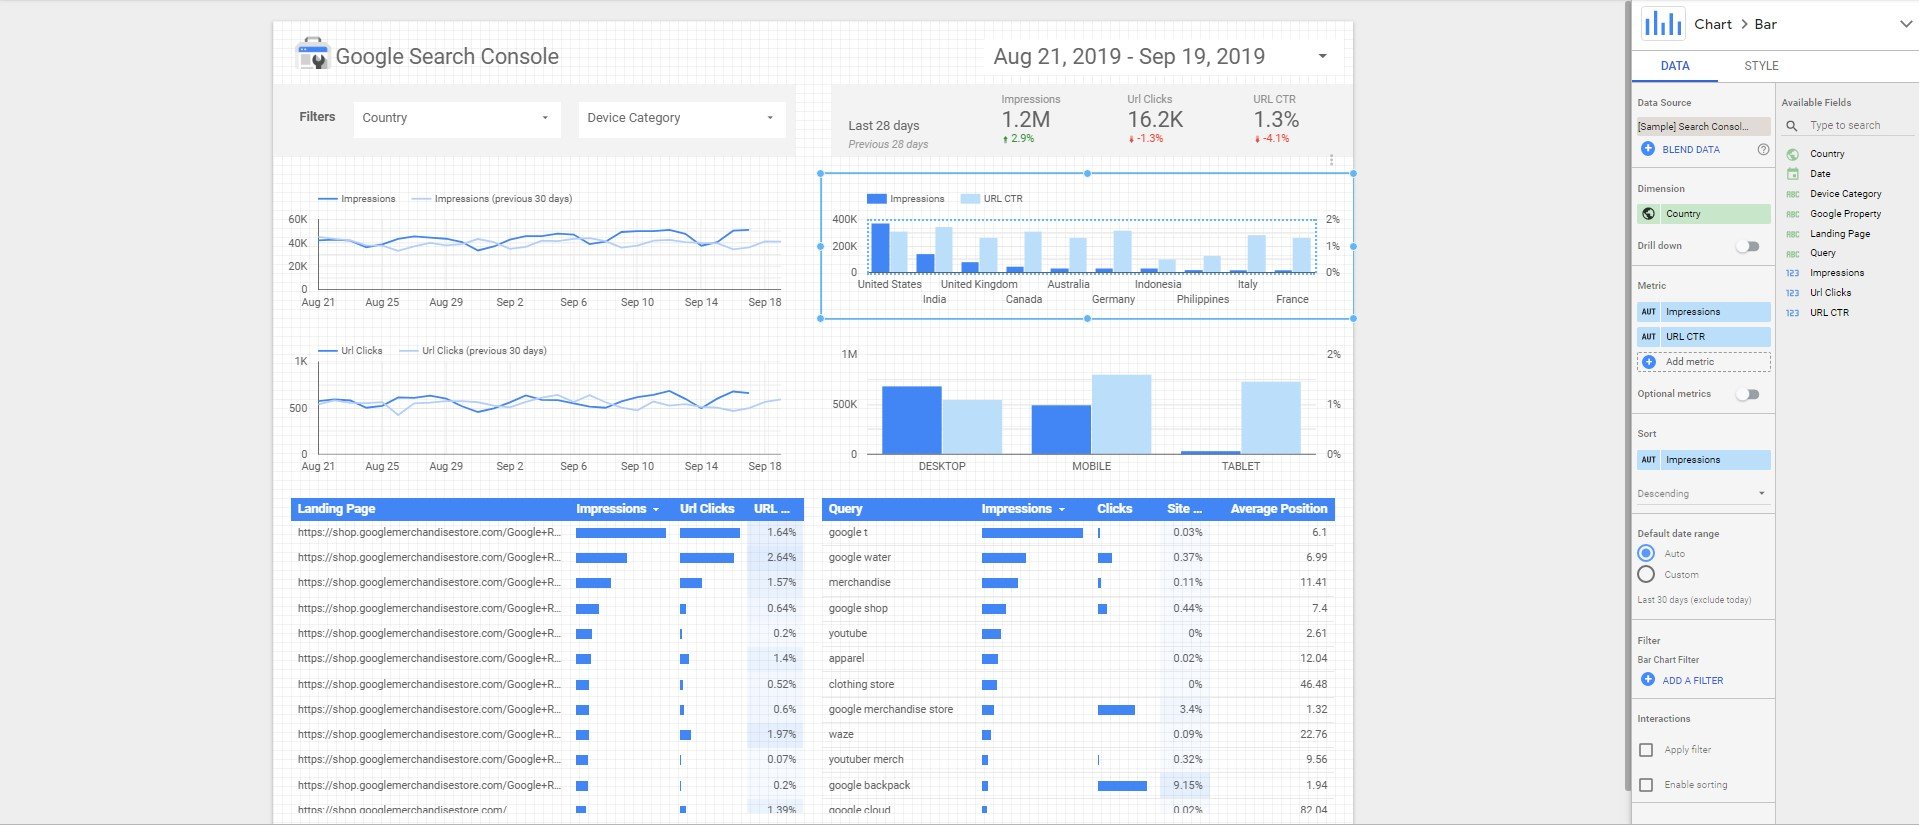 Google Search Console
Aug 21, 2019 - Sep 19, 2019
Filters
Country
Device Category
Last 28 days
Previous 28 days
Impressions
1.2M
2.9%
Url Clicks
16.2K
-1.3%
URL CTR
1.3%
-4.1%
Impressions Impressions (previous 30 days)
60K
40K
20K
0
Aug 21 Aug 25 Aug 29 Sep 2 Sep 6 Sep 10 Sep 14 Sep 18
Impressions URL CTR
400K 2%
200K 1%
0 0%
United States United Kingdom Australia Indonesia Italy
India Canada Germany Philippines France
Url Clicks Url Clicks (previous 30 days)
1K
500
0
Aug 21 Aug 25 Aug 29 Sep 2 Sep 6 Sep 10 Sep 14 Sep 18
1M 2%
500K 1%
0 0%
DESKTOP MOBILE TABLET
Landing Page Impressions Url Clicks URL ...
https://shop.googlemerchandisestore.com/Google+R... 1.64%
https://shop.googlemerchandisestore.com/Google+R... 2.64%
https://shop.googlemerchandisestore.com/Google+R... 1.57%
https://shop.googlemerchandisestore.com/Google+R... 0.64%
https://shop.googlemerchandisestore.com/Google+R... 0.2%
https://shop.googlemerchandisestore.com/Google+R... 1.4%
https://shop.googlemerchandisestore.com/Google+R... 0.52%
https://shop.googlemerchandisestore.com/Google+R... 0.6%
https://shop.googlemerchandisestore.com/Google+R... 1.97%
https://shop.googlemerchandisestore.com/Google+R... 0.07%
https://shop.googlemerchandisestore.com/Google+R... 0.2%
https://shop.googlemerchandisestore.com/ 1.39%
Query Impressions Clicks Site ... Average Position
google t 0.03% 6.1
google water 0.37% 6.99
merchandise 0.11% 11.41
google shop 0.44% 7.4
youtube 0% 2.61
apparel 0.02% 12.04
clothing store 0% 46.48
google merchandise store 3.4% 1.32
waze 0.09% 22.76
youtuber merch 0.32% 9.56
google backpack 9.15% 1.94
google cloud 0.02% 82.04
Chart > Bar
DATA STYLE
Data Source
[Sample] Search Consol...
BLEND DATA
Dimension
Country
Drill down
Metric
AUT Impressions
AUT URL CTR
Add metric
Optional metrics
Sort
AUT Impressions
Descending
Default date range
Auto
Custom
Last 30 days (exclude today)
Filter
Bar Chart Filter
ADD A FILTER
Interactions
Apply filter
Enable sorting
Available Fields
Type to search
Country
Date
ABC Device Category
ABC Google Property
ABC Landing Page
ABC Query
123 Impressions
123 Url Clicks
123 URL CTR